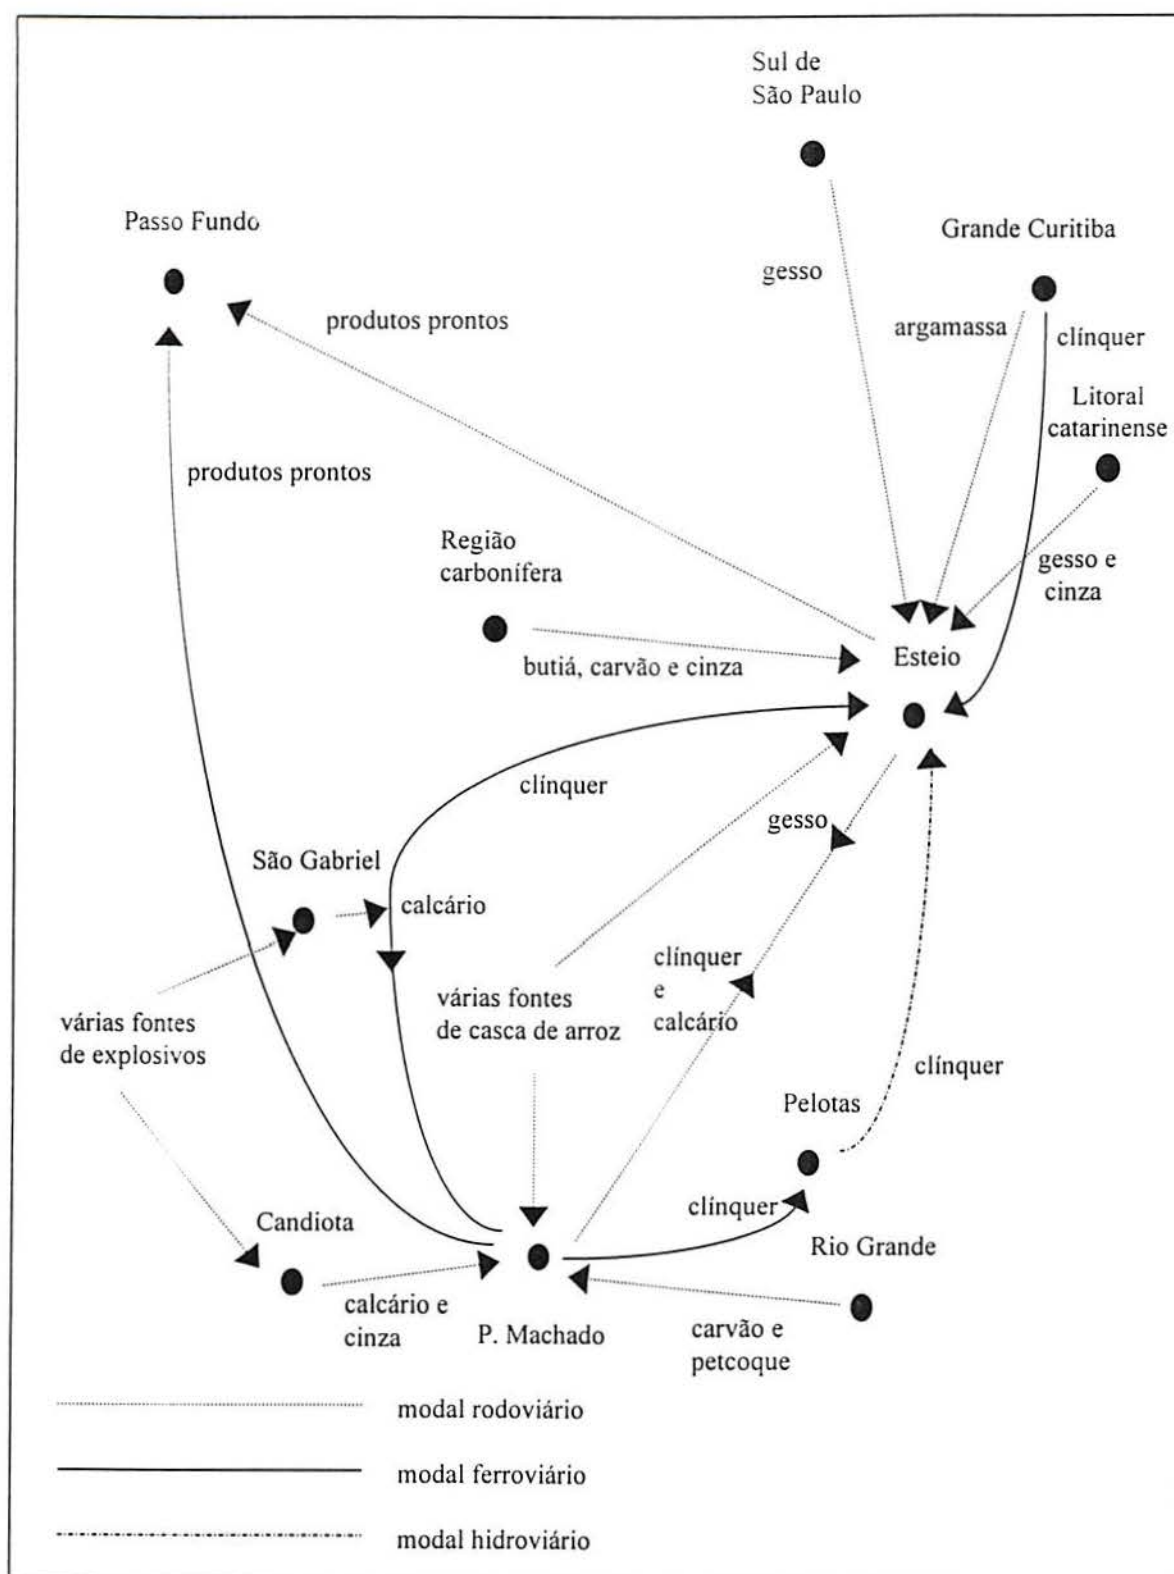 Sul de
São Paulo
Passo Fundo
Grande Curitiba
gesso
produtos prontos
argamassa
clínquer
Litoral
catarinense
produtos prontos
Região
carbonífera
gesso e
cinza
Esteio
butiá, carvão e cinza
clínquer
gesso
São Gabriel
calcário
clínquer
e
calcário
várias fontes
de casca de arroz
várias fontes
de explosivos
clínquer
Pelotas
clínquer
Candiota
Rio Grande
calcário e
cinza
P. Machado
carvão e
petcoque
modal rodoviário
modal ferroviário
modal hidroviário